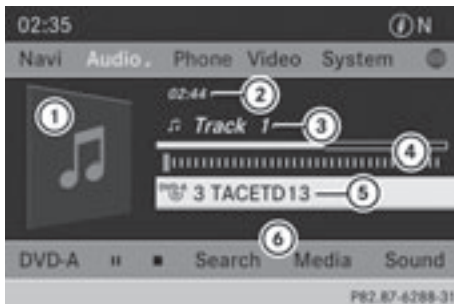 02:35 N
Navi Audio Phone Video System
1
02:44 2
Track 1 3
4
3 TACETD13 5
6
DVD-A Search Media Sound
P82.87-6288-31